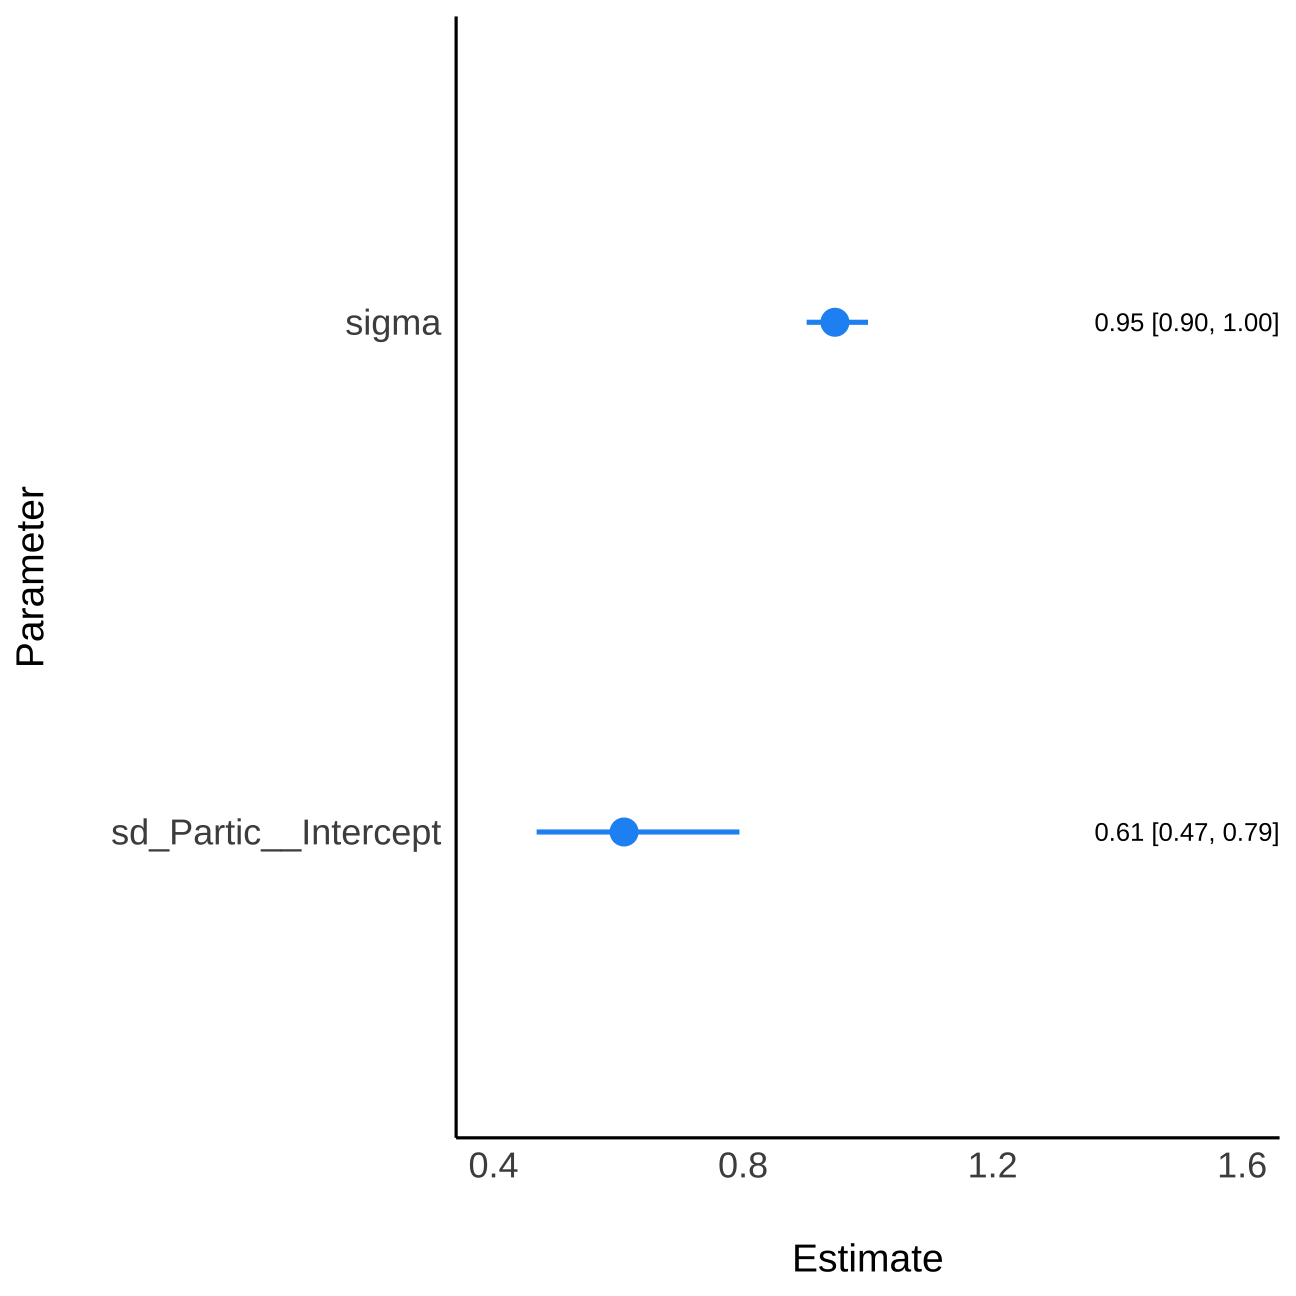 Parameter
sigma
0.95 [0.90, 1.00]
sd_Partic__Intercept
0.61 [0.47, 0.79]
0.4 0.8 1.2 1.6
Estimate